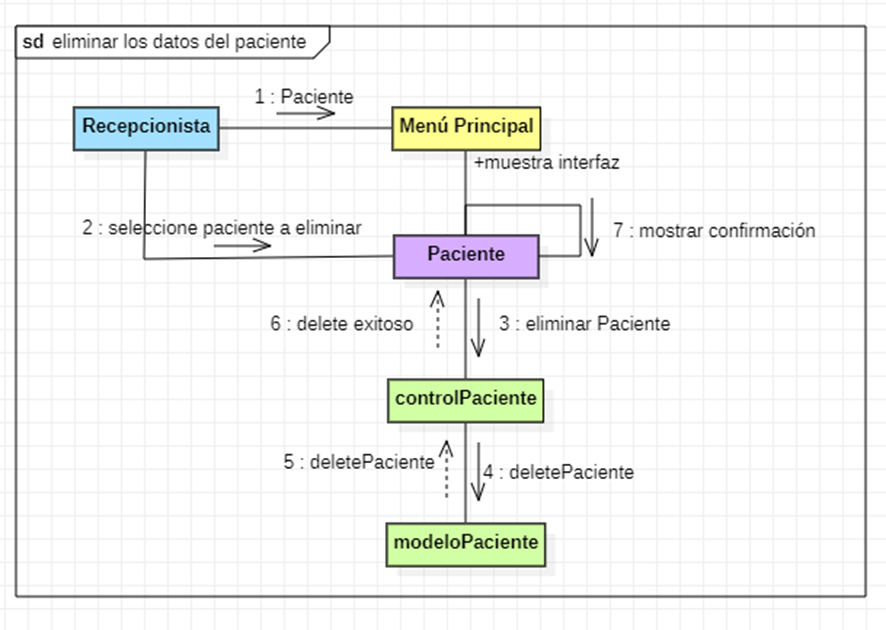 sd eliminar los datos del paciente
1 : Paciente
Recepcionista
Menú Principal
+muestra interfaz
2 : seleccione paciente a eliminar
7 : mostrar confirmación
Paciente
6 : delete exitoso
3 : eliminar Paciente
controlPaciente
5 : deletePaciente
4 : deletePaciente
modeloPaciente